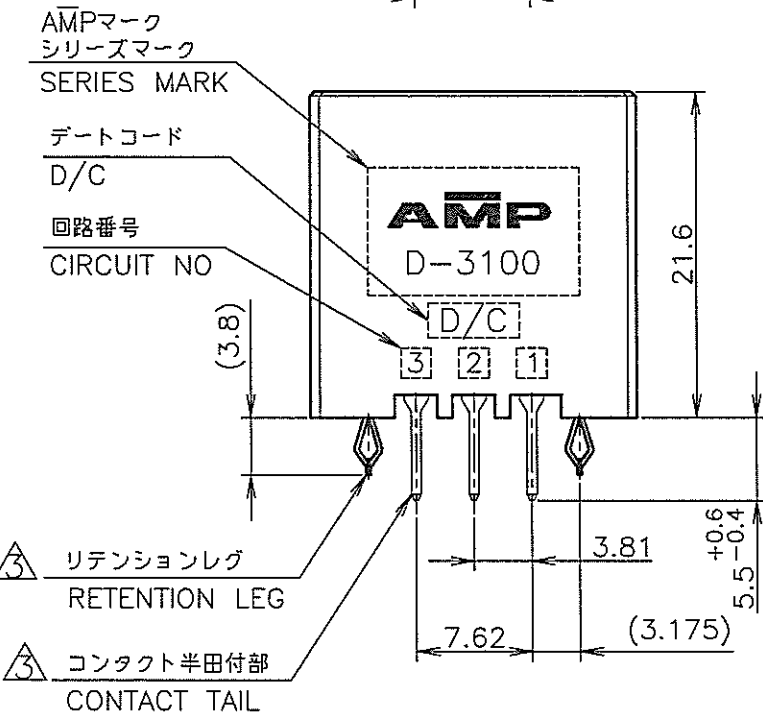 AMPマーク
シリーズマーク
SERIES MARK
デートコード
D/C
回路番号
CIRCUIT NO
AMP
D-3100
D/C
3 2 1
21.6
(3.8)
+0.6
5.5-0.4
3.81
7.62
(3.175)
3 リテンションレグ
RETENTION LEG
3 コンタクト半田付部
CONTACT TAIL